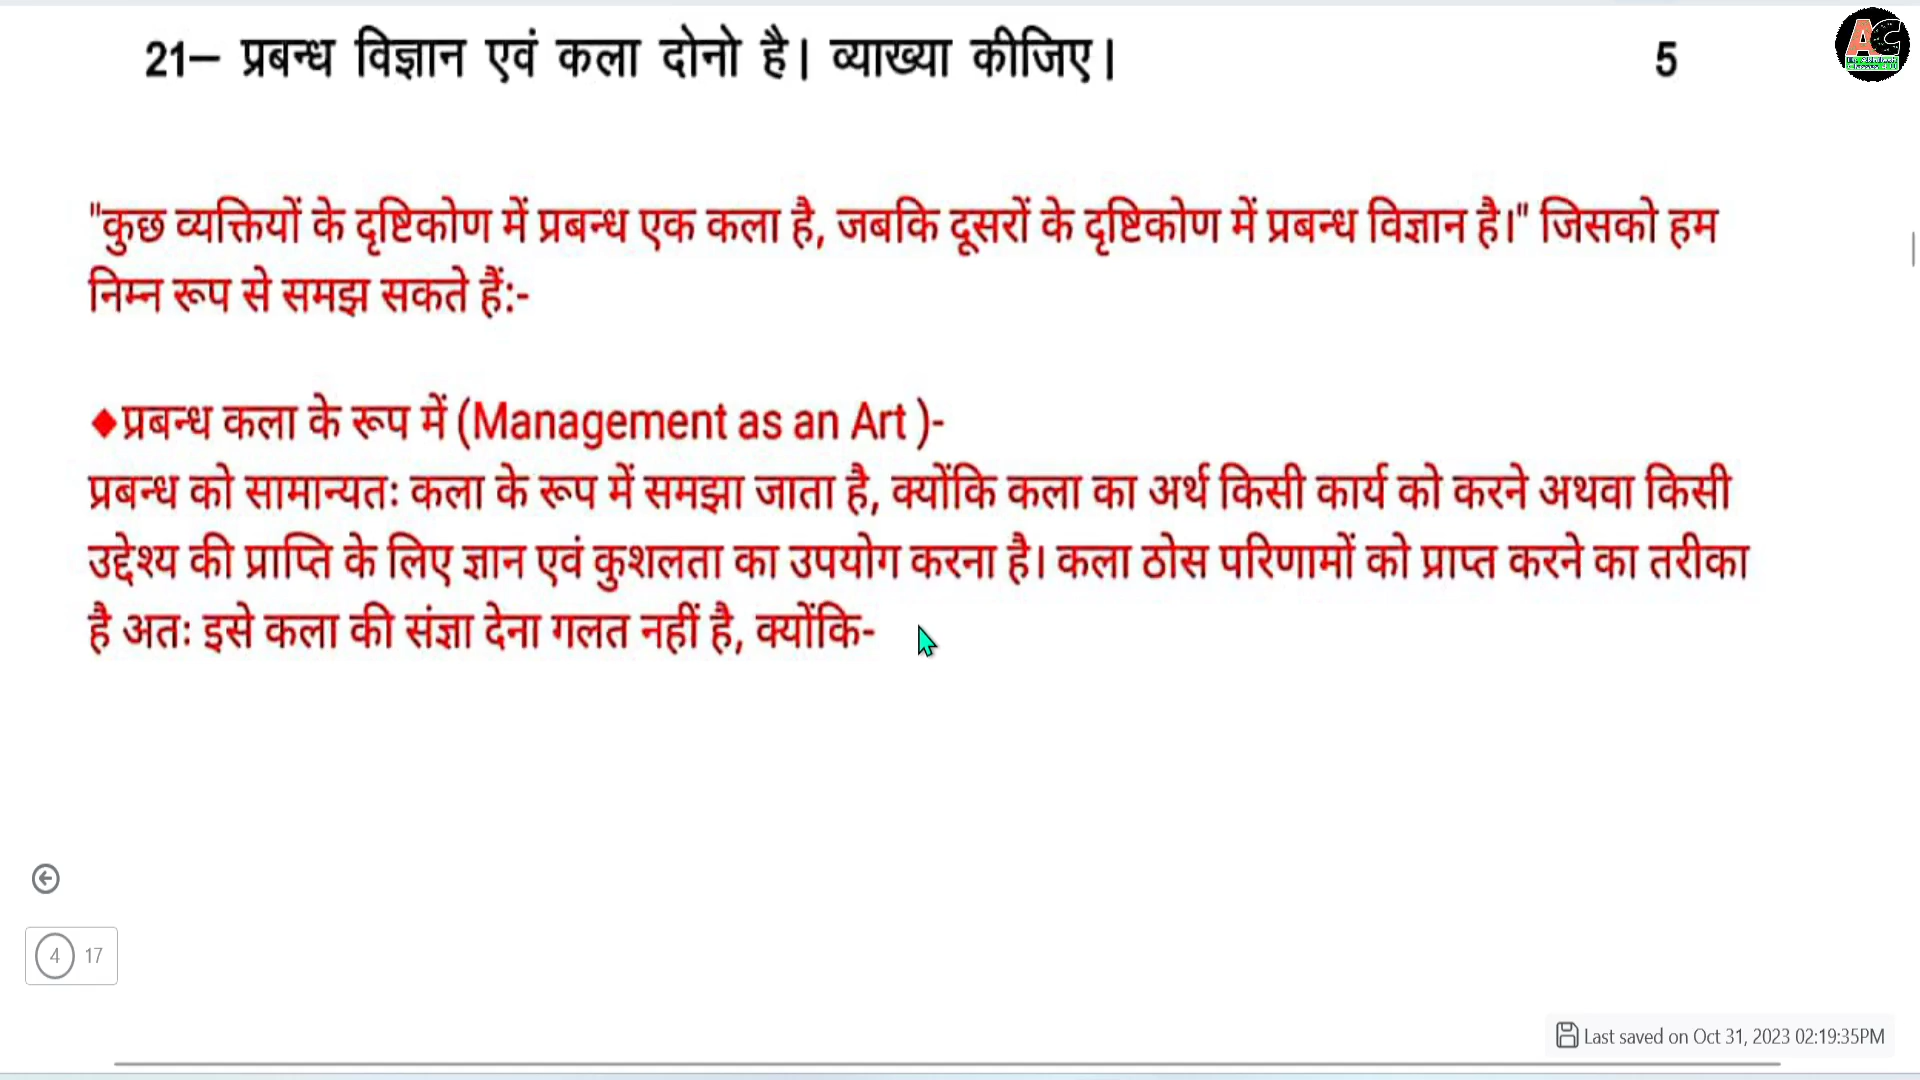 21– प्रबन्ध विज्ञान एवं कला दोनो है। व्याख्या कीजिए। 5
AC
"कुछ व्यक्तियों के दृष्टिकोण में प्रबन्ध एक कला है, जबकि दूसरों के दृष्टिकोण में प्रबन्ध विज्ञान है।" जिसको हम
निम्न रूप से समझ सकते हैं:-
◆प्रबन्ध कला के रूप में (Management as an Art )-
प्रबन्ध को सामान्यतः कला के रूप में समझा जाता है, क्योंकि कला का अर्थ किसी कार्य को करने अथवा किसी
उद्देश्य की प्राप्ति के लिए ज्ञान एवं कुशलता का उपयोग करना है। कला ठोस परिणामों को प्राप्त करने का तरीका
है अतः इसे कला की संज्ञा देना गलत नहीं है, क्योंकि-
4 17
Last saved on Oct 31, 2023 02:19:35PM